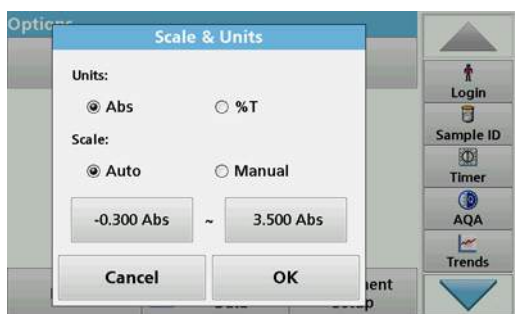 Options
Scale & Units
Units:
Abs
%T
Scale:
Auto
Manual
-0.300 Abs ~ 3.500 Abs
Cancel
OK
Login
Sample ID
Timer
AQA
Trends